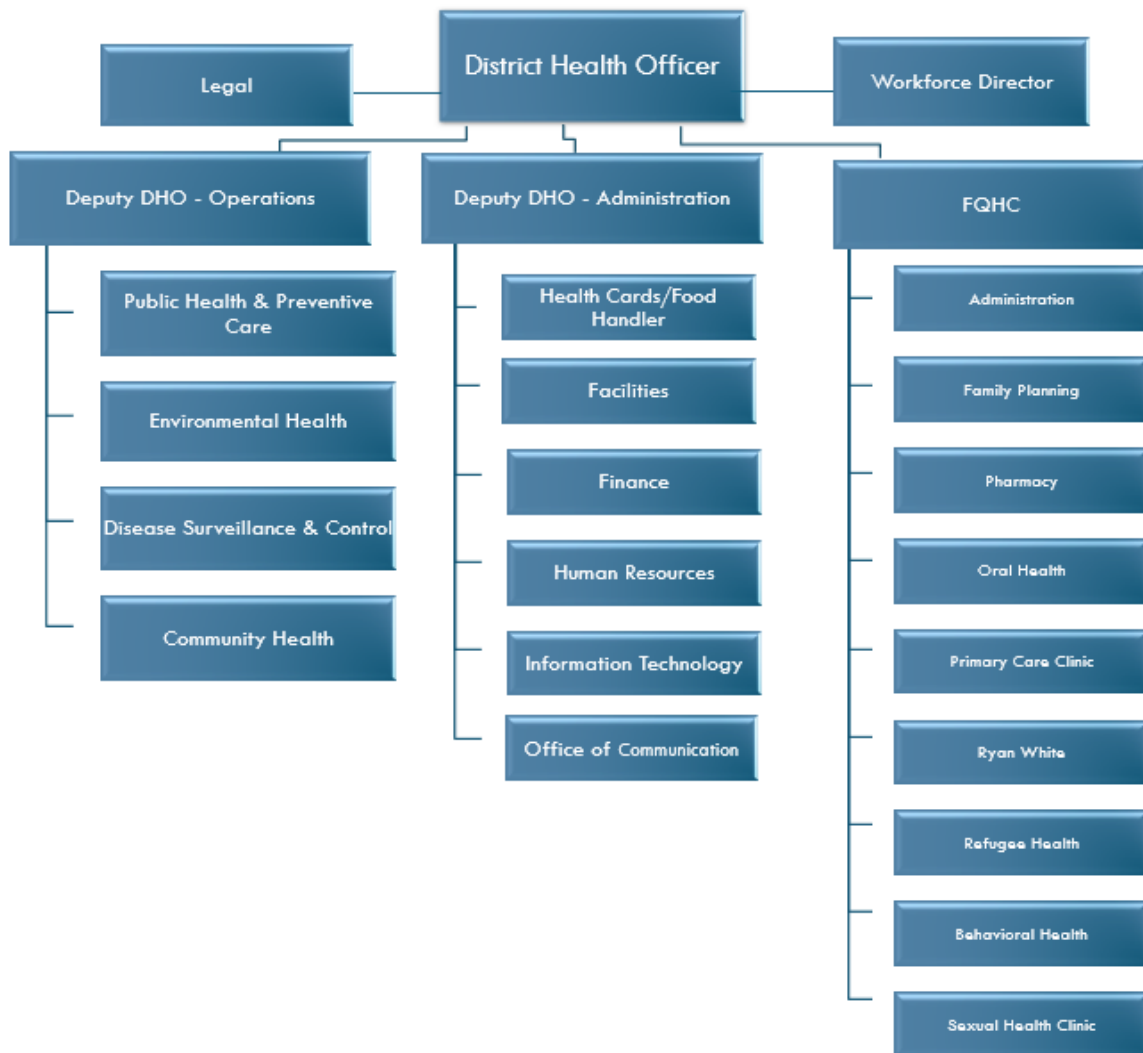 District Health Officer
Legal
Workforce Director
Deputy DHO - Operations
Public Health & Preventive
Care
Environmental Health
Disease Surveillance & Control
Community Health
Deputy DHO - Administration
Health Cards/Food
Handler
Facilities
Finance
Human Resources
Information Technology
Office of Communication
FQHC
Administration
Family Planning
Pharmacy
Oral Health
Primary Care Clinic
Ryan White
Refugee Health
Behavioral Health
Sexual Health Clinic